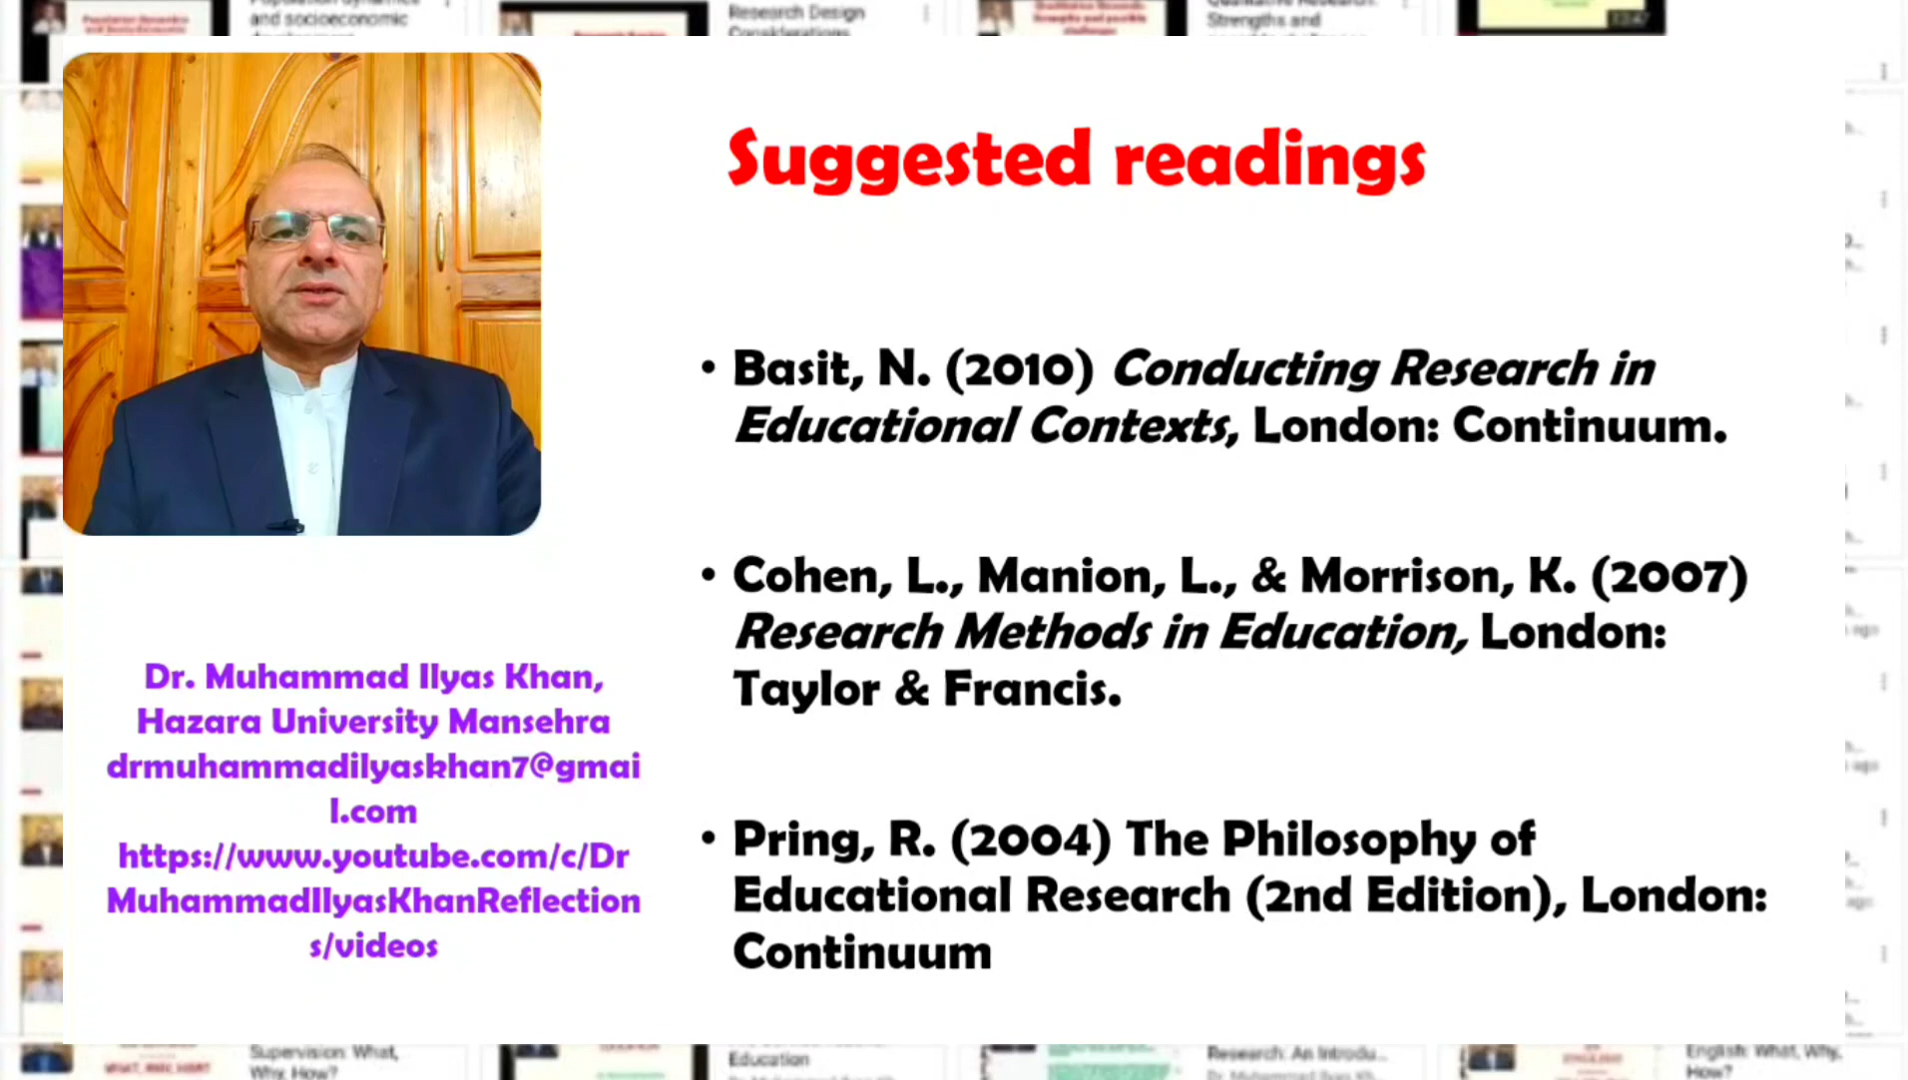 and socioeconomic
Research Design
Considerations
Strengths and
Suggested readings
• Basit, N. (2010) Conducting Research in
Educational Contexts, London: Continuum.
• Cohen, L., Manion, L., & Morrison, K. (2007)
Research Methods in Education, London:
Taylor & Francis.
• Pring, R. (2004) The Philosophy of
Educational Research (2nd Edition), London:
Continuum
Dr. Muhammad Ilyas Khan,
Hazara University Mansehra
drmuhammadilyaskhan7@gmai
l.com
https://www.youtube.com/c/Dr
MuhammadIlyasKhanReflection
s/videos
Supervision: What,
Why, How?
Education
Research: An Introdu...
English: What, Why,
How?